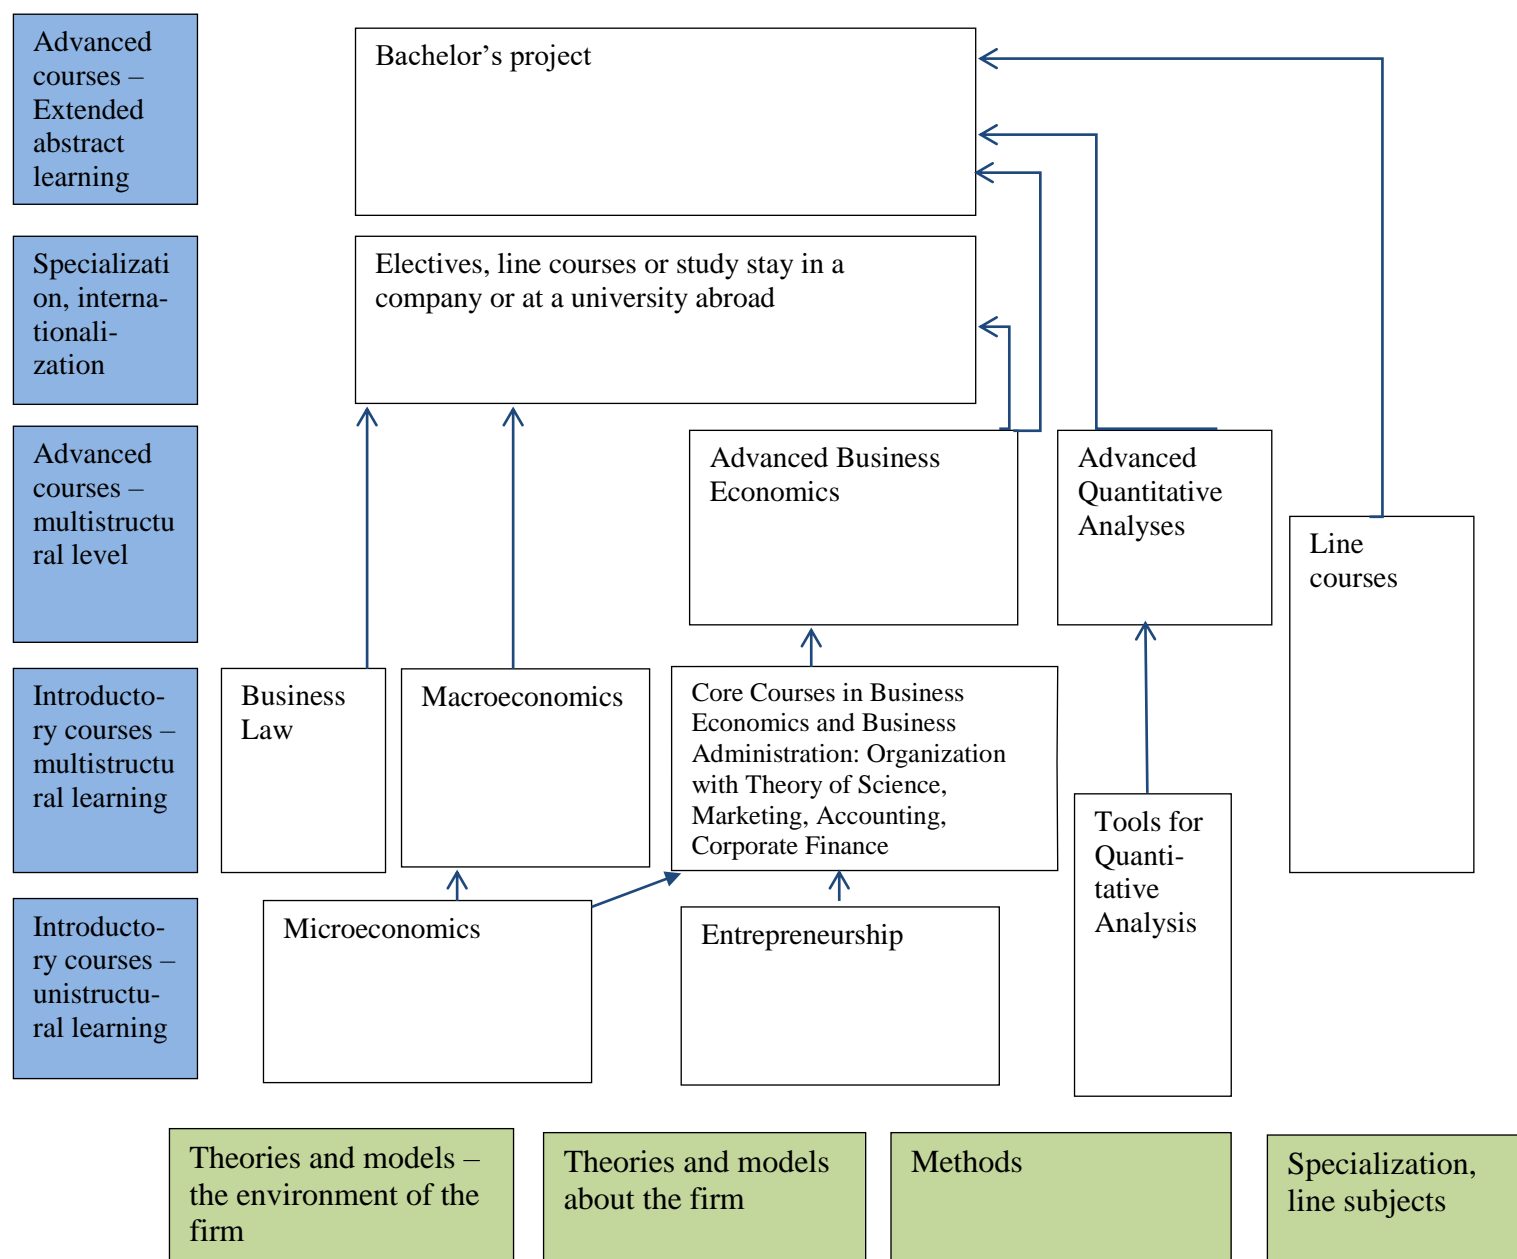 Advanced
courses –
Extended
abstract
learning
Bachelor’s project
Specializati
on, interna-
tionali-
zation
Electives, line courses or study stay in a
company or at a university abroad
Advanced
courses –
multistructu
ral level
Advanced Business
Economics
Advanced
Quantitative
Analyses
Line
courses
Introducto-
ry courses –
multistructu
ral learning
Business
Law
Macroeconomics
Core Courses in Business
Economics and Business
Administration: Organization
with Theory of Science,
Marketing, Accounting,
Corporate Finance
Tools for
Quanti-
tative
Analysis
Introducto-
ry courses –
unistructu-
ral learning
Microeconomics
Entrepreneurship
Theories and models –
the environment of the
firm
Theories and models
about the firm
Methods
Specialization,
line subjects